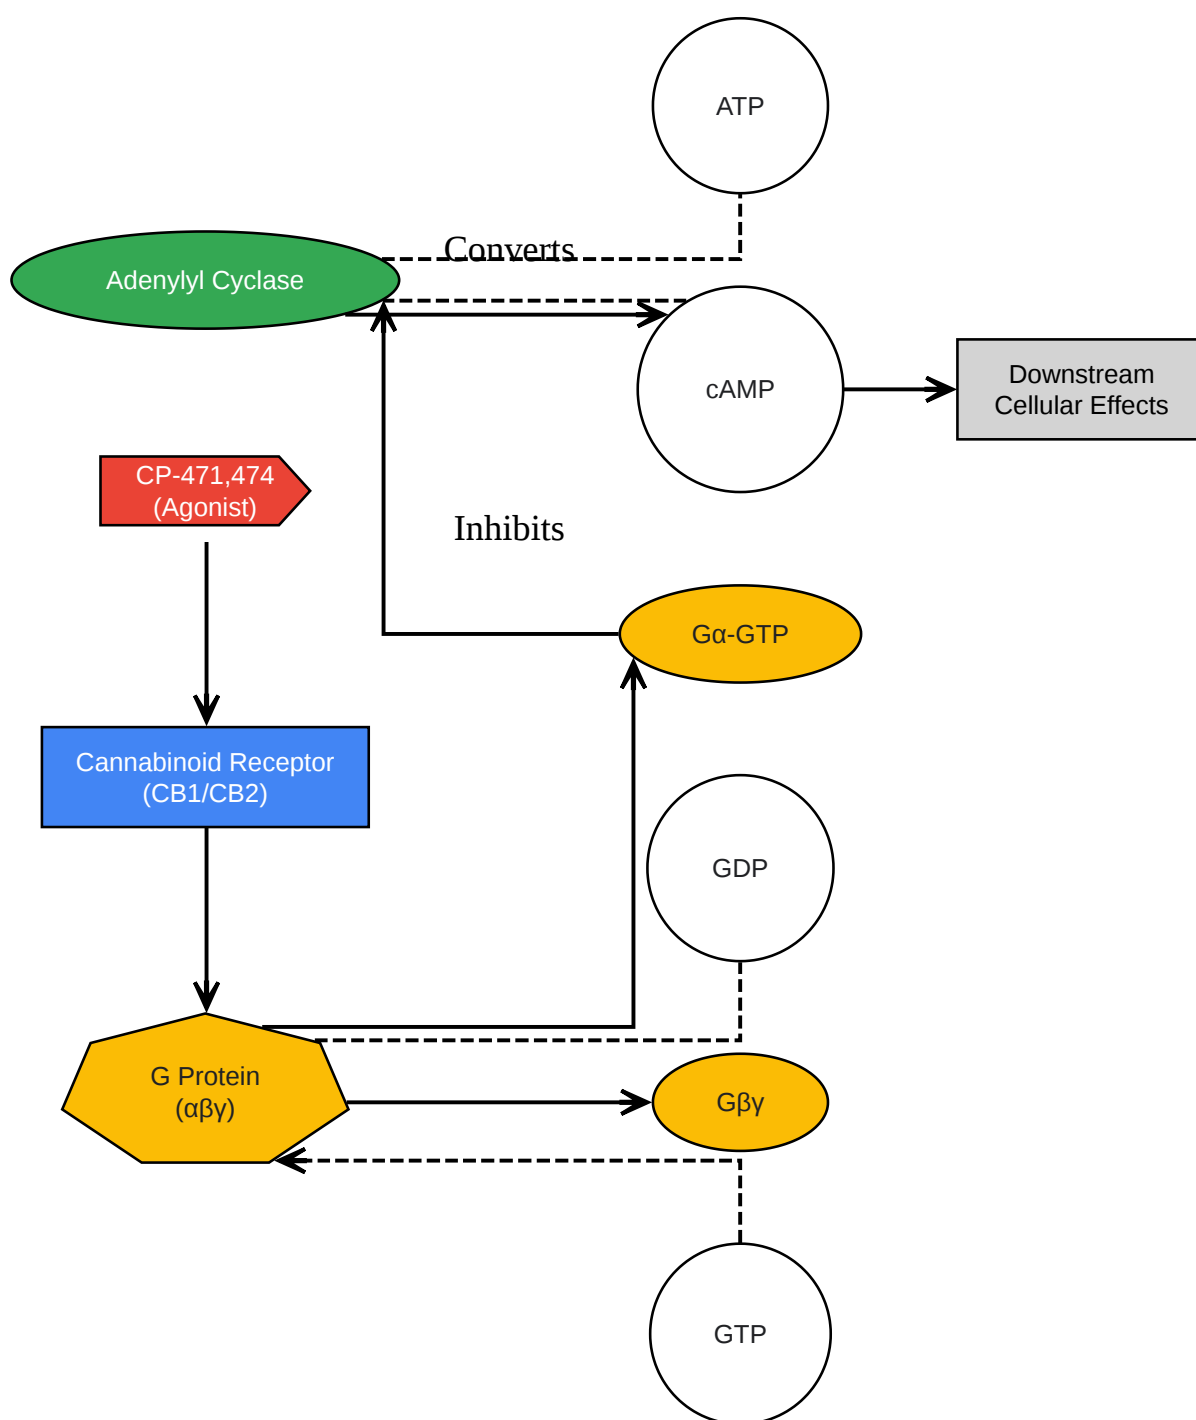 ATP
Converts
Adenylyl Cyclase
cAMP
Downstream
Cellular Effects
CP-471,474
(Agonist)
Inhibits
Gα-GTP
Cannabinoid Receptor
(CB1/CB2)
GDP
G Protein
(αβγ)
Gβγ
GTP